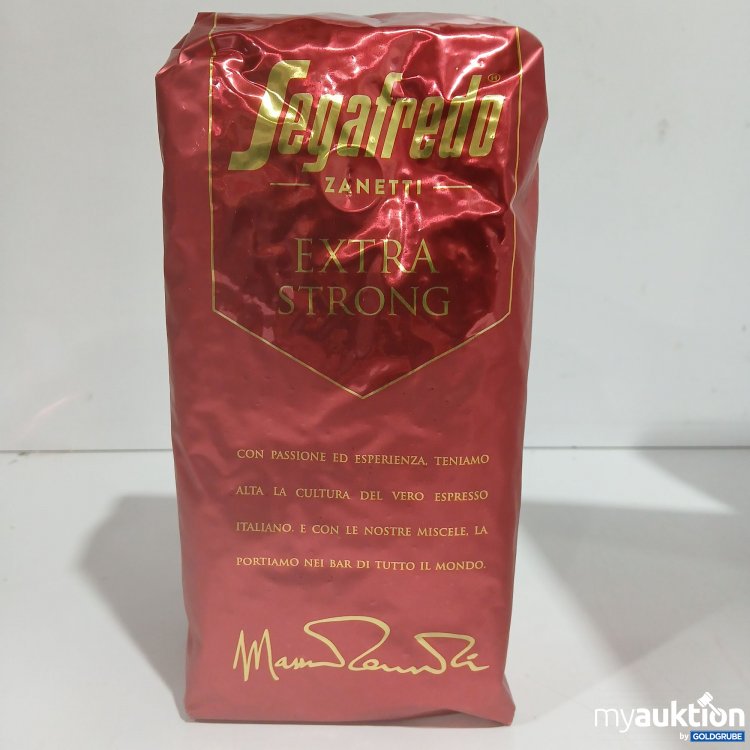 Segafredo®
ZANETTI
EXTRA
STRONG
CON PASSIONE ED ESPERIENZA, TENIAMO
ALTA LA CULTURA DEL VERO ESPRESSO
ITALIANO. E CON LE NOSTRE MISCELE, LA
PORTIAMO NEI BAR DI TUTTO IL MONDO.
myauktion
by GOLDGRUBE